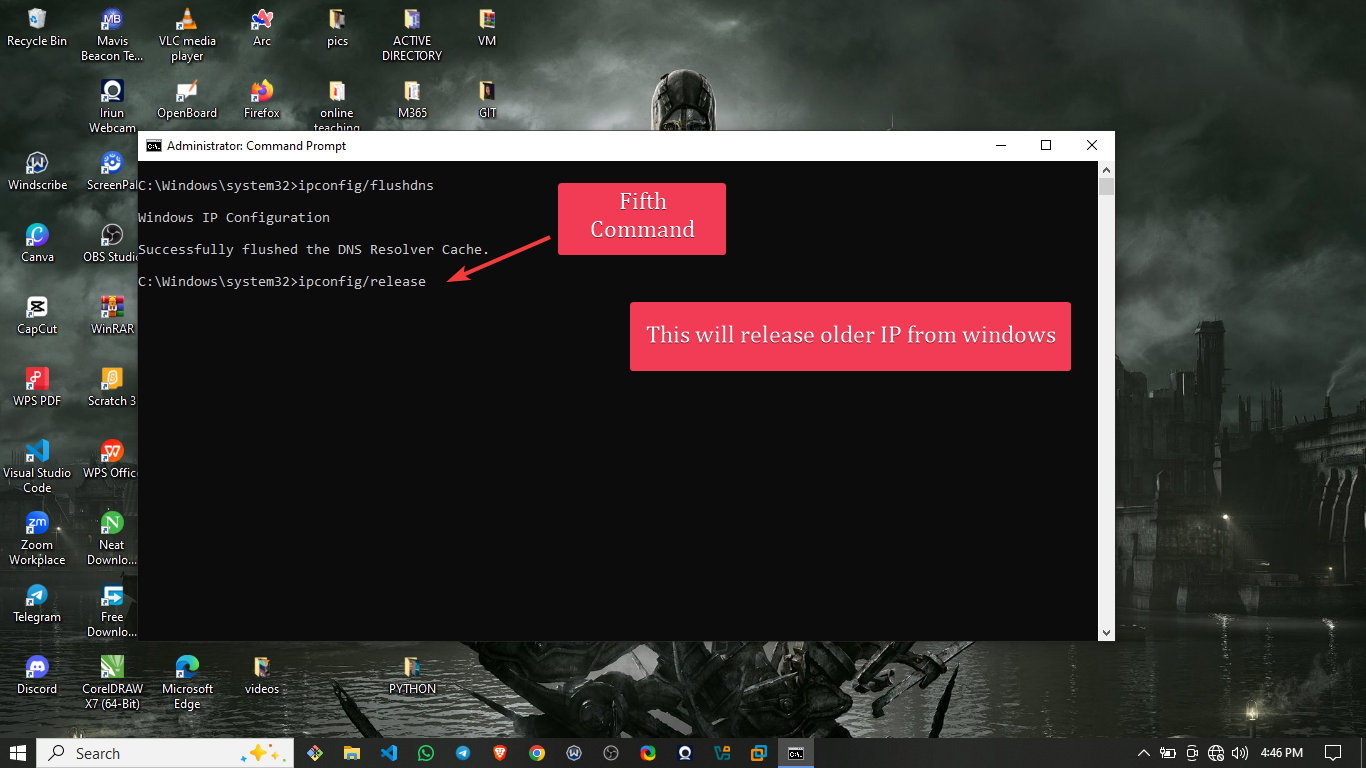 Recycle Bin
Mavis
Beacon Te...
VLC media
player
Arc
pics
ACTIVE
DIRECTORY
VM
Iriun
Webcam
OpenBoard
Firefox
online
teaching
M365
GIT
Administrator: Command Prompt
C:\Windows\system32>ipconfig/flushdns
Windows IP Configuration
Successfully flushed the DNS Resolver Cache.
C:\Windows\system32>ipconfig/release
Fifth
Command
This will release older IP from windows
Windscribe
ScreenPal
Canva
OBS Studi
CapCut
WinRAR
WPS PDF
Scratch 3
Visual Studio
Code
WPS Offic
Zoom
Workplace
Neat
Downlo...
Telegram
Free
Downlo...
Discord
CorelDRAW
X7 (64-Bit)
Microsoft
Edge
videos
PYTHON
Search
4:46 PM